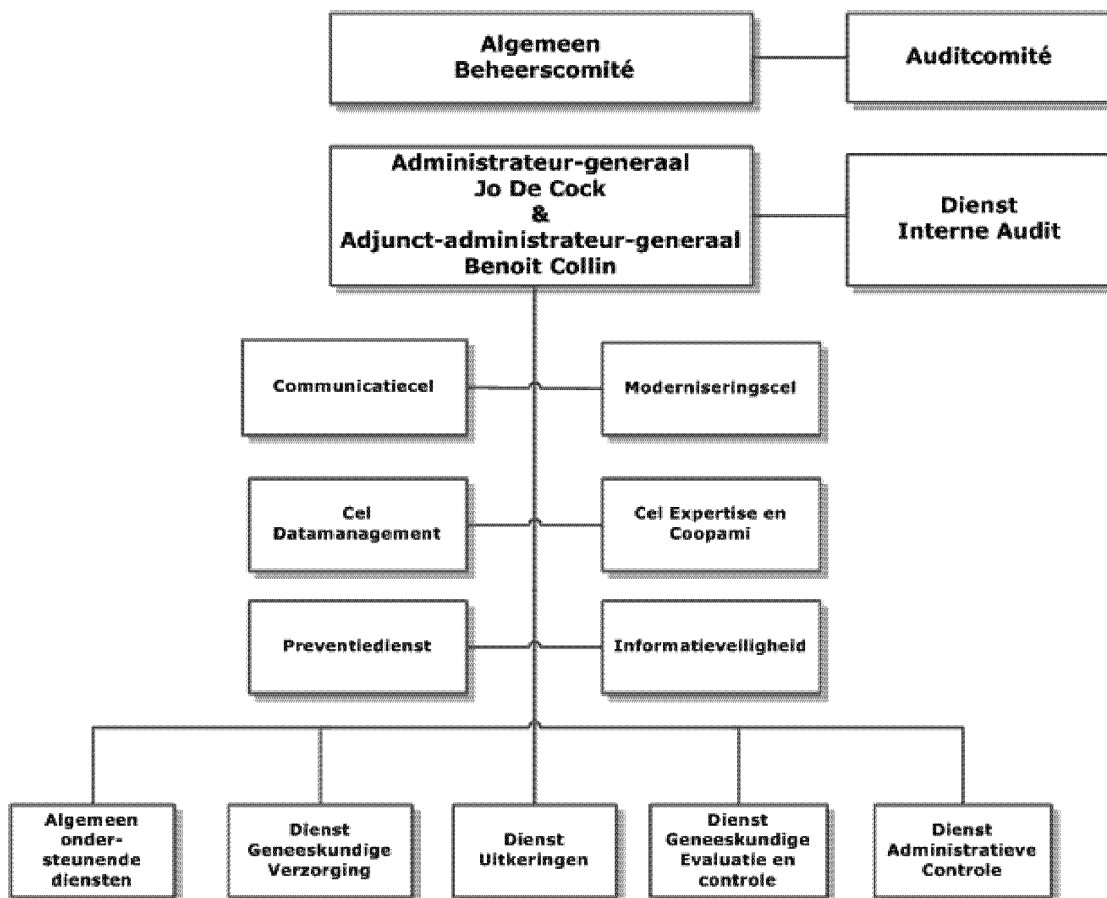 Algemeen
Beheerscomité
Auditcomité
Administrateur-generaal
Jo De Cock
&
Adjunct-administrateur-generaal
Benoit Collin
Dienst
Interne Audit
Communicatiecel
Moderniseringscel
Cel
Datamanagement
Cel Expertise en
Coopami
Preventiedienst
Informatieveiligheid
Algemeen
onder-
steunende
diensten
Dienst
Geneeskundige
Verzorging
Dienst
Uitkeringen
Dienst
Geneeskundige
Evaluatie en
controle
Dienst
Administratieve
Controle